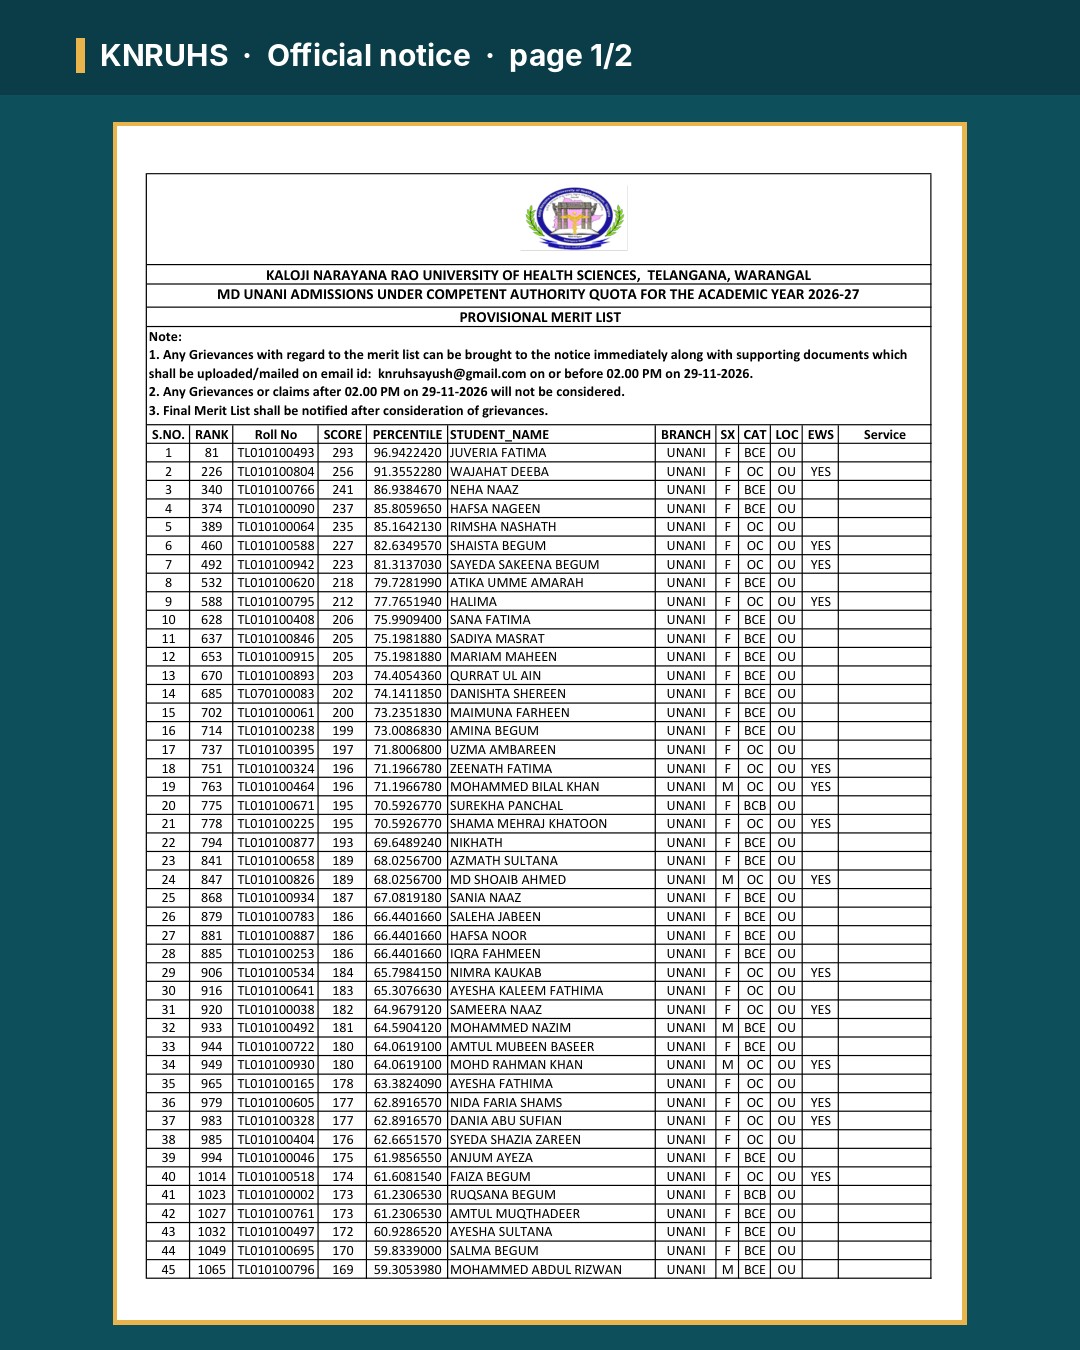 KNRUHS · Official notice · page 1/2
KALOJI NARAYANA RAO UNIVERSITY OF HEALTH SCIENCES, TELANGANA, WARANGAL
MD UNANI ADMISSIONS UNDER COMPETENT AUTHORITY QUOTA FOR THE ACADEMIC YEAR 2026-27
PROVISIONAL MERIT LIST
Note:
1. Any Grievances with regard to the merit list can be brought to the notice immediately along with supporting documents which
shall be uploaded/mailed on email id: knruhsayush@gmail.com on or before 02.00 PM on 29-11-2026.
2. Any Grievances or claims after 02.00 PM on 29-11-2026 will not be considered.
3. Final Merit List shall be notified after consideration of grievances.
S.NO. RANK Roll No SCORE PERCENTILE STUDENT_NAME BRANCH SX CAT LOC EWS Service
1 81 TL010100493 293 96.9422420 JUVERIA FATIMA UNANI F BCE OU
2 226 TL010100804 256 91.3552280 WAJAHAT DEEBA UNANI F OC OU YES
3 340 TL010100766 241 86.9384670 NEHA NAAZ UNANI F BCE OU
4 374 TL010100090 237 85.8059650 HAFSA NAGEEN UNANI F BCE OU
5 389 TL010100064 235 85.1642130 RIMSHA NASHATH UNANI F OC OU
6 460 TL010100588 227 82.6349570 SHAISTA BEGUM UNANI F OC OU YES
7 492 TL010100942 223 81.3137030 SAYEDA SAKEENA BEGUM UNANI F OC OU YES
8 532 TL010100620 218 79.7281990 ATIKA UMME AMARAH UNANI F BCE OU
9 588 TL010100795 212 77.7651940 HALIMA UNANI F OC OU YES
10 628 TL010100408 206 75.9909400 SANA FATIMA UNANI F BCE OU
11 637 TL010100846 205 75.1981880 SADIYA MASRAT UNANI F BCE OU
12 653 TL010100915 205 75.1981880 MARIAM MAHEEN UNANI F BCE OU
13 670 TL010100893 203 74.4054360 QURRAT UL AIN UNANI F BCE OU
14 685 TL070100083 202 74.1411850 DANISHTA SHEREEN UNANI F BCE OU
15 702 TL010100061 200 73.2351830 MAIMUNA FARHEEN UNANI F BCE OU
16 714 TL010100238 199 73.0086830 AMINA BEGUM UNANI F BCE OU
17 737 TL010100395 197 71.8006800 UZMA AMBAREEN UNANI F OC OU
18 751 TL010100324 196 71.1966780 ZEENATH FATIMA UNANI F OC OU YES
19 763 TL010100464 196 71.1966780 MOHAMMED BILAL KHAN UNANI M OC OU YES
20 775 TL010100671 195 70.5926770 SUREKHA PANCHAL UNANI F BCB OU
21 778 TL010100225 195 70.5926770 SHAMA MEHRAJ KHATOON UNANI F OC OU YES
22 794 TL010100877 193 69.6489240 NIKHATH UNANI F BCE OU
23 841 TL010100658 189 68.0256700 AZMATH SULTANA UNANI F BCE OU
24 847 TL010100826 189 68.0256700 MD SHOAIB AHMED UNANI M OC OU YES
25 868 TL010100934 187 67.0819180 SANIA NAAZ UNANI F BCE OU
26 879 TL010100783 186 66.4401660 SALEHA JABEEN UNANI F BCE OU
27 881 TL010100887 186 66.4401660 HAFSA NOOR UNANI F BCE OU
28 885 TL010100253 186 66.4401660 IQRA FAHMEEN UNANI F BCE OU
29 906 TL010100534 184 65.7984150 NIMRA KAUKAB UNANI F OC OU YES
30 916 TL010100641 183 65.3076630 AYESHA KALEEM FATHIMA UNANI F OC OU
31 920 TL010100038 182 64.9679120 SAMEERA NAAZ UNANI F OC OU YES
32 933 TL010100492 181 64.5904120 MOHAMMED NAZIM UNANI M BCE OU
33 944 TL010100722 180 64.0619100 AMTUL MUBEEN BASEER UNANI F BCE OU
34 949 TL010100930 180 64.0619100 MOHD RAHMAN KHAN UNANI M OC OU YES
35 965 TL010100165 178 63.3824090 AYESHA FATHIMA UNANI F OC OU
36 979 TL010100605 177 62.8916570 NIDA FARIA SHAMS UNANI F OC OU YES
37 983 TL010100328 177 62.8916570 DANIA ABU SUFIAN UNANI F OC OU YES
38 985 TL010100404 176 62.6651570 SYEDA SHAZIA ZAREEN UNANI F OC OU
39 994 TL010100046 175 61.9856550 ANJUM AYEZA UNANI F BCE OU
40 1014 TL010100518 174 61.6081540 FAIZA BEGUM UNANI F OC OU YES
41 1023 TL010100002 173 61.2306530 RUQSANA BEGUM UNANI F BCB OU
42 1027 TL010100761 173 61.2306530 AMTUL MUQTHADEER UNANI F BCE OU
43 1032 TL010100497 172 60.9286520 AYESHA SULTANA UNANI F BCE OU
44 1049 TL010100695 170 59.8339000 SALMA BEGUM UNANI F BCE OU
45 1065 TL010100796 169 59.3053980 MOHAMMED ABDUL RIZWAN UNANI M BCE OU